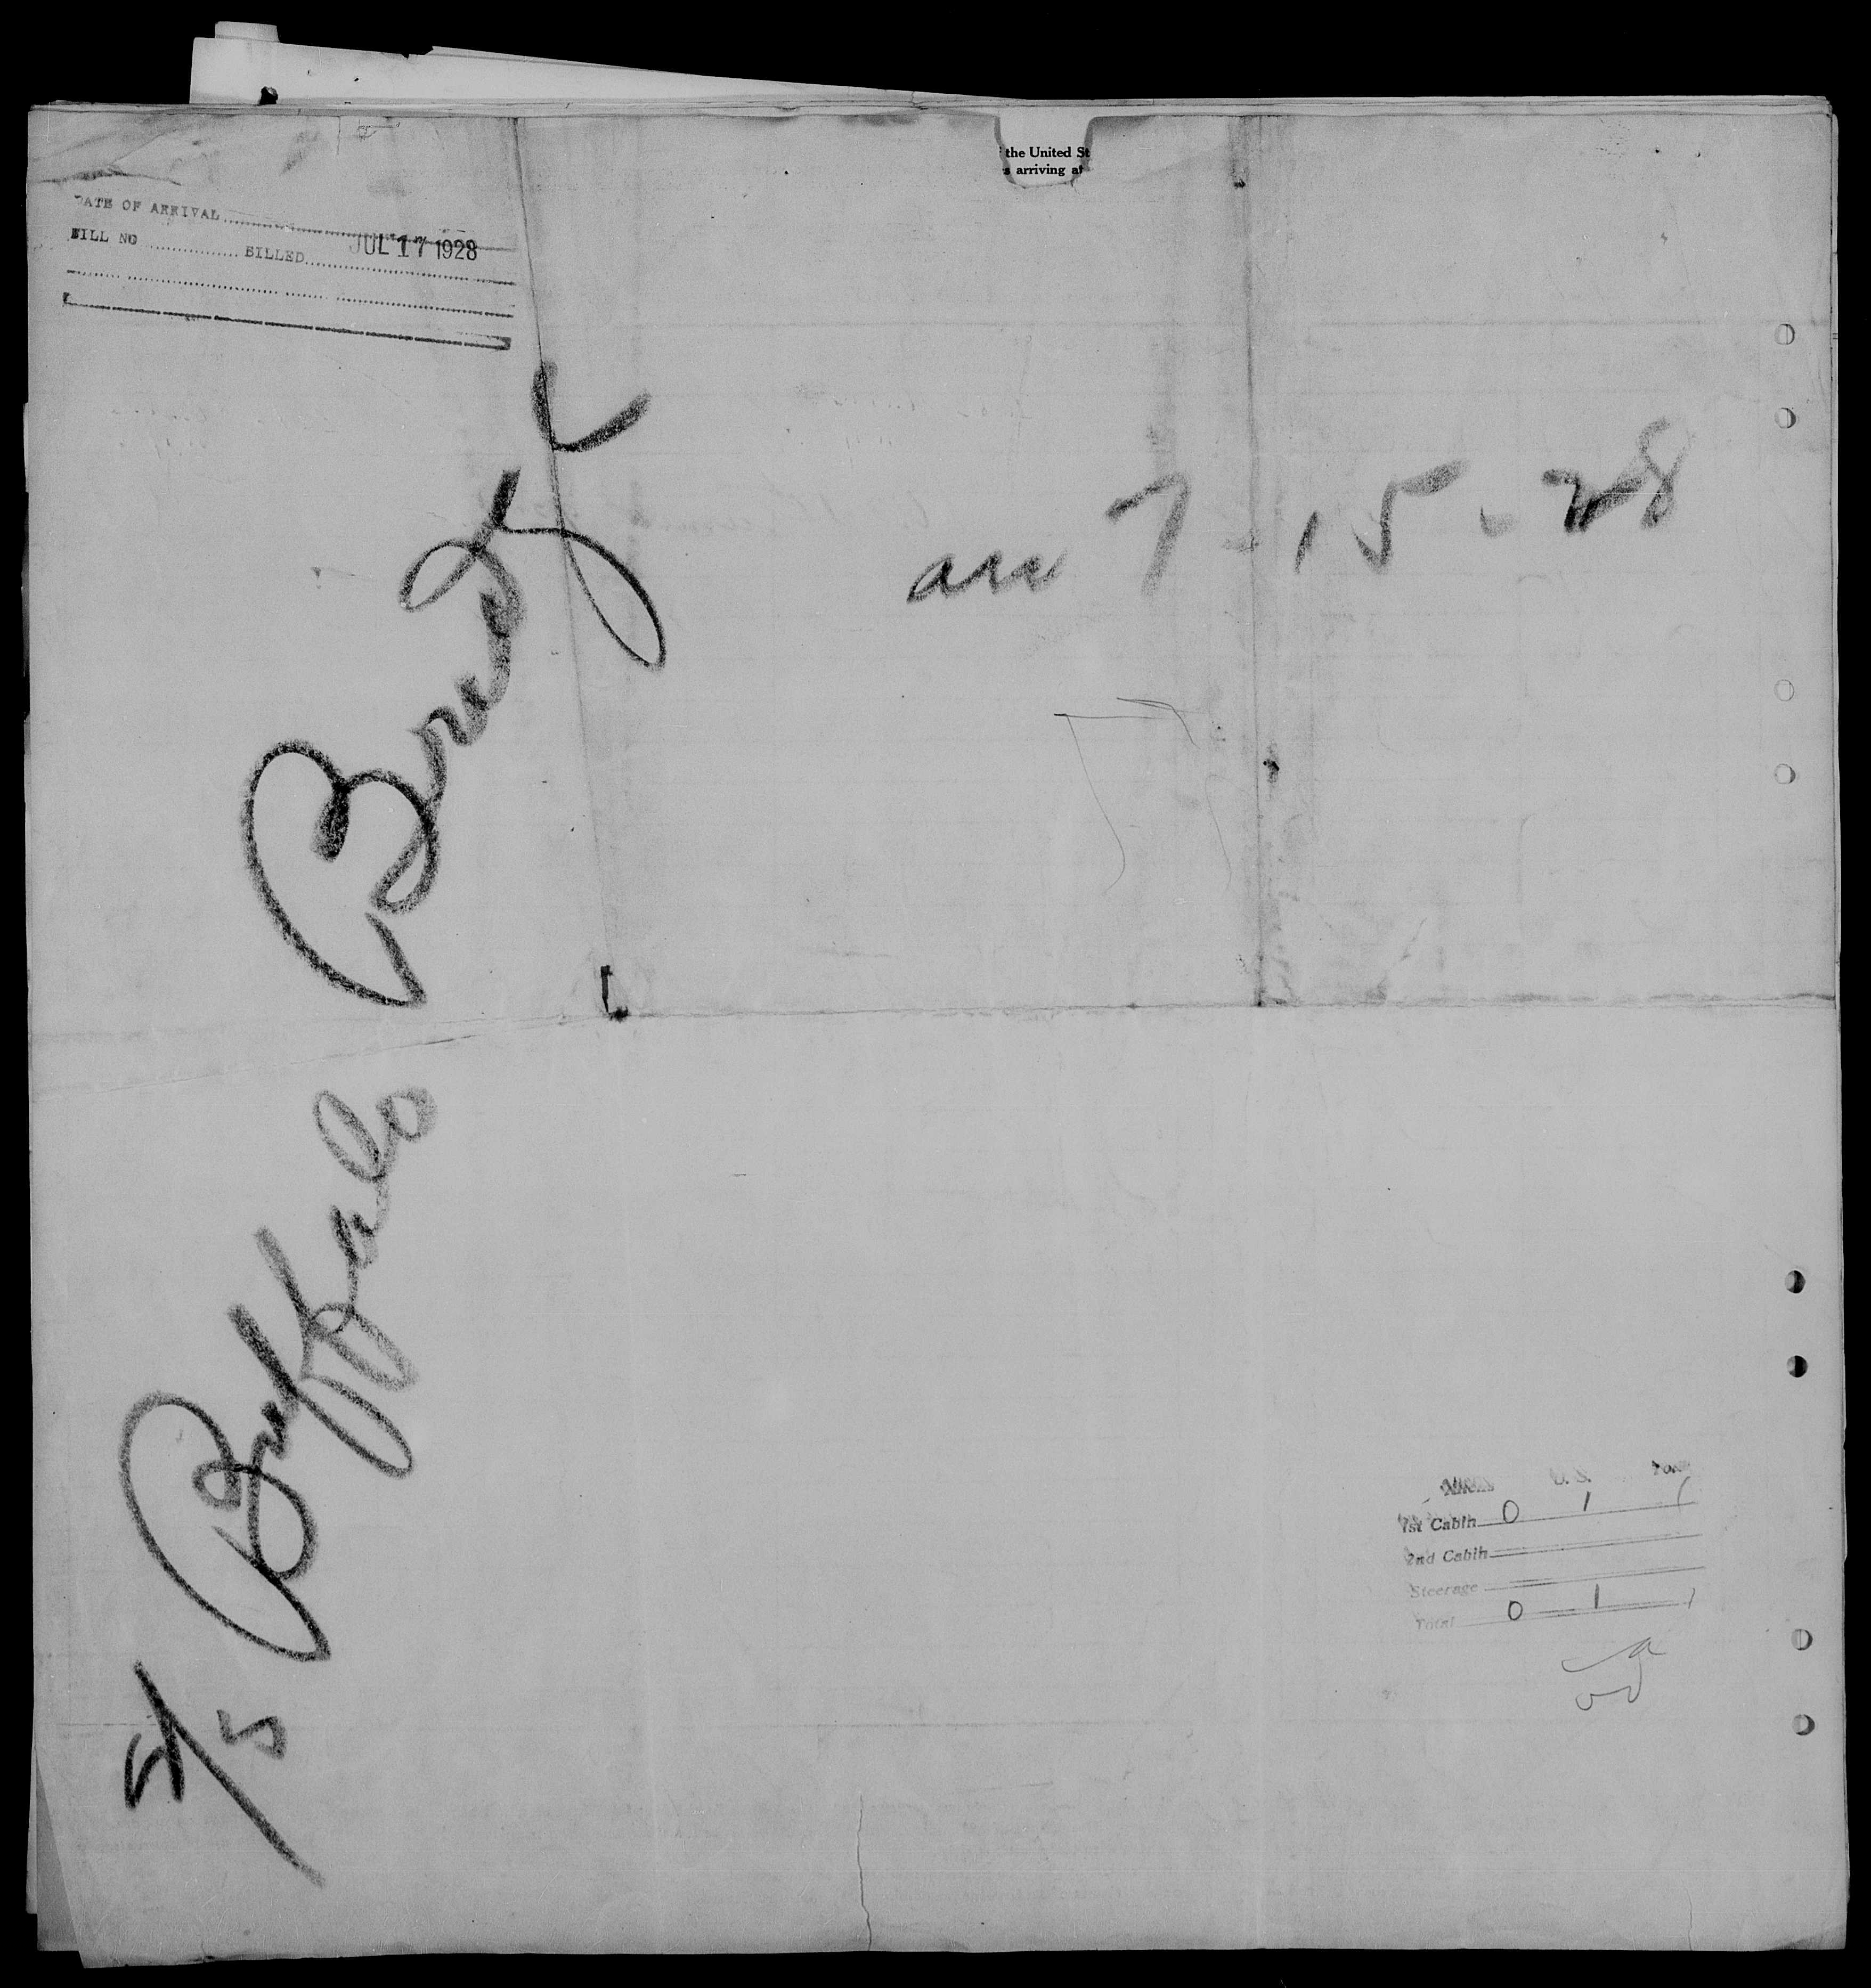 the United St
s arriving at
DATE OF ARRIVAL
BILL NO BILLED JUL 17 1928
S/S Buffalo Bridge
arr 7-15-28
Aliens U.S. Total
1st Cabin 0 1 1
2nd Cabin
Steerage
Total 0 1 1